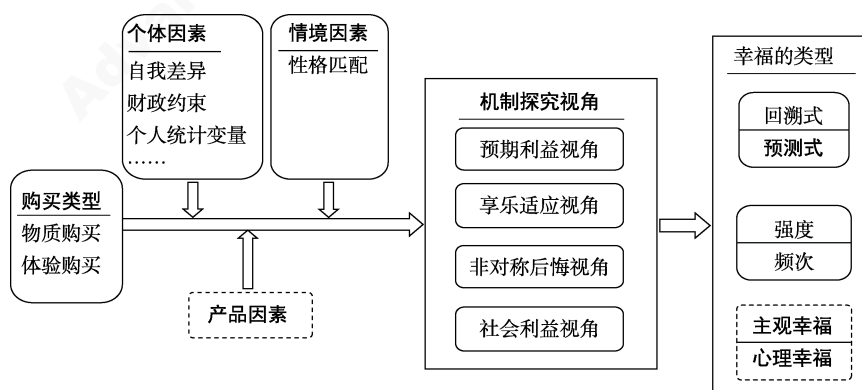 个体因素
自我差异
财政约束
个人统计变量
……
情境因素
性格匹配
购买类型
物质购买
体验购买
产品因素
机制探究视角
预期利益视角
享乐适应视角
非对称后悔视角
社会利益视角
幸福的类型
回溯式
预测式
强度
频次
主观幸福
心理幸福